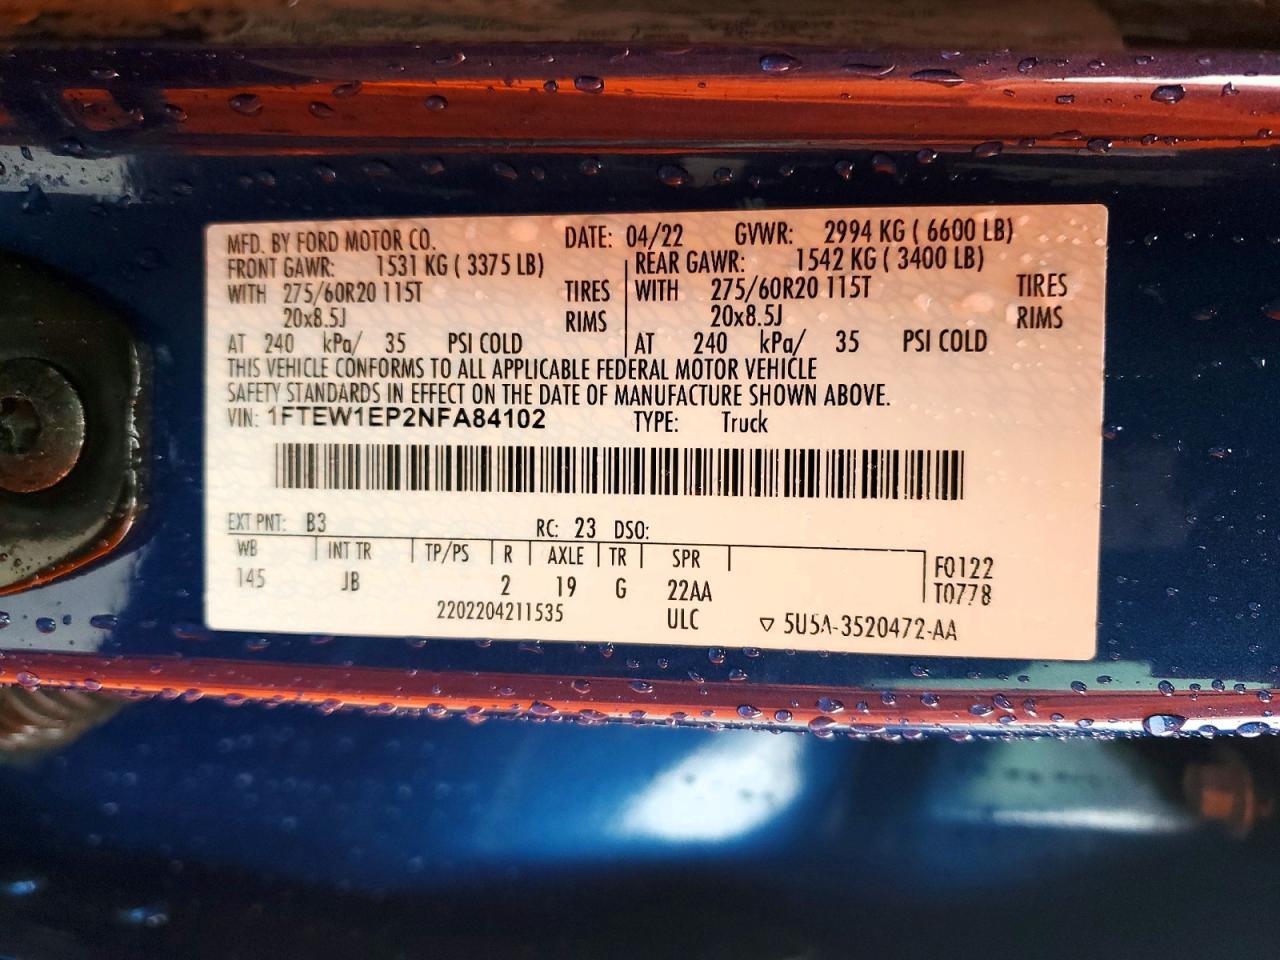 MFD. BY FORD MOTOR CO. DATE: 04/22 GVWR: 2994 KG ( 6600 LB)
FRONT GAWR: 1531 KG ( 3375 LB) REAR GAWR: 1542 KG ( 3400 LB)
WITH 275/60R20 115T TIRES WITH 275/60R20 115T TIRES
20x8.5J RIMS 20x8.5J RIMS
AT 240 kPa/ 35 PSI COLD AT 240 kPa/ 35 PSI COLD
THIS VEHICLE CONFORMS TO ALL APPLICABLE FEDERAL MOTOR VEHICLE
SAFETY STANDARDS IN EFFECT ON THE DATE OF MANUFACTURE SHOWN ABOVE.
VIN: 1FTEW1EP2NFA84102 TYPE: Truck
EXT PNT: B3 RC: 23 DSO:
WB INT TR TP/PS R AXLE TR SPR F0122
145 JB 2 19 G 22AA T0778
2202204211535 ULC ▽ 5U5A-3520472-AA